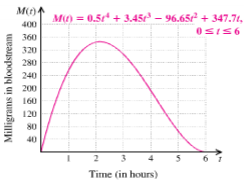 M(t)
M(t) = 0.5t⁴ + 3.45t³ − 96.65t² + 347.7t,
0 ≤ t ≤ 6
400
360
320
280
240
200
160
120
80
40
Milligrams in bloodstream
1 2 3 4 5 6 t
Time (in hours)